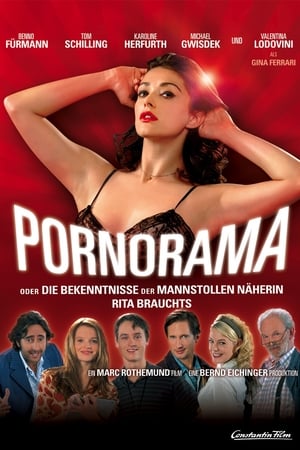 BENNO
FÜRMANN
TOM
SCHILLING
KAROLINE
HERFURTH
MICHAEL
GWISDEK
UND
VALENTINA
LODOVINI
ALS
GINA FERRARI
PORNORAMA
ODER DIE BEKENNTNISSE DER MANNSTOLLEN NÄHERIN
RITA BRAUCHTS
EIN MARC ROTHEMUND FILM
EINE BERND EICHINGER PRODUKTION
Constantin Film